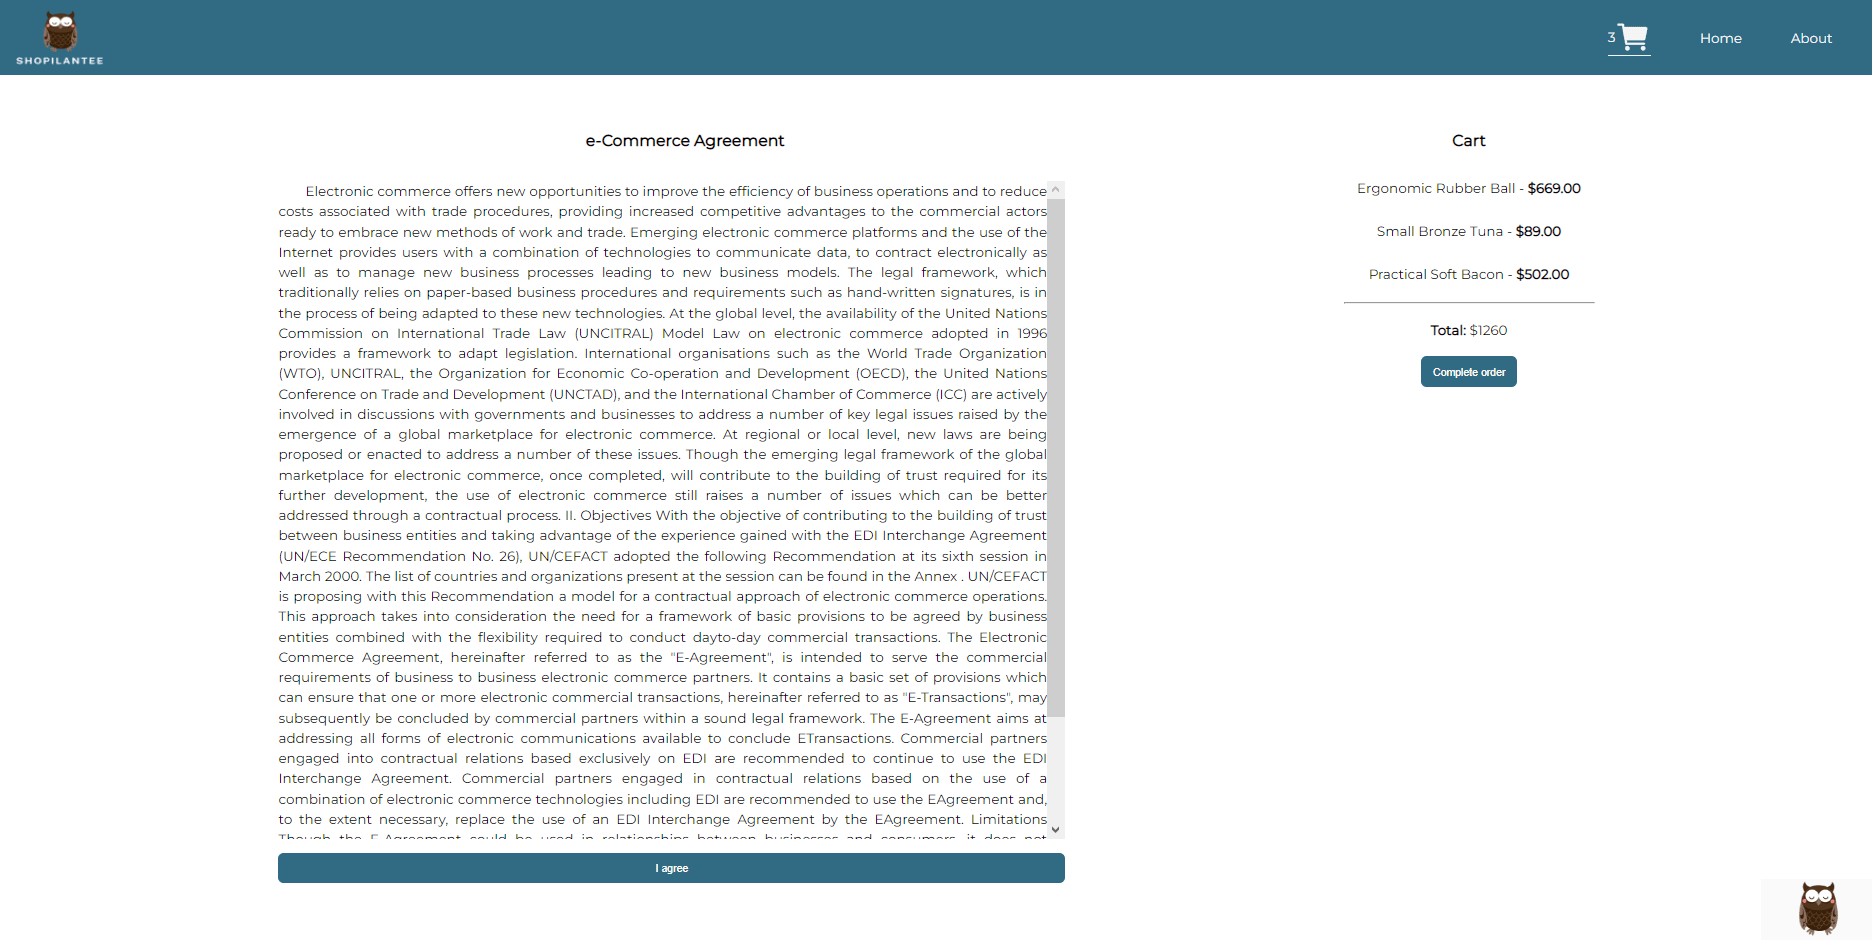 SHOPILANTEE
3
Home
About
e-Commerce Agreement
Electronic commerce offers new opportunities to improve the efficiency of business operations and to reduce
costs associated with trade procedures, providing increased competitive advantages to the commercial actors
ready to embrace new methods of work and trade. Emerging electronic commerce platforms and the use of the
Internet provides users with a combination of technologies to communicate data, to contract electronically as
well as to manage new business processes leading to new business models. The legal framework, which
traditionally relies on paper-based business procedures and requirements such as hand-written signatures, is in
the process of being adapted to these new technologies. At the global level, the availability of the United Nations
Commission on International Trade Law (UNCITRAL) Model Law on electronic commerce adopted in 1996
provides a framework to adapt legislation. International organisations such as the World Trade Organization
(WTO), UNCITRAL, the Organization for Economic Co-operation and Development (OECD), the United Nations
Conference on Trade and Development (UNCTAD), and the International Chamber of Commerce (ICC) are actively
involved in discussions with governments and businesses to address a number of key legal issues raised by the
emergence of a global marketplace for electronic commerce. At regional or local level, new laws are being
proposed or enacted to address a number of these issues. Though the emerging legal framework of the global
marketplace for electronic commerce, once completed, will contribute to the building of trust required for its
further development, the use of electronic commerce still raises a number of issues which can be better
addressed through a contractual process. II. Objectives With the objective of contributing to the building of trust
between business entities and taking advantage of the experience gained with the EDI Interchange Agreement
(UN/ECE Recommendation No. 26), UN/CEFACT adopted the following Recommendation at its sixth session in
March 2000. The list of countries and organizations present at the session can be found in the Annex . UN/CEFACT
is proposing with this Recommendation a model for a contractual approach of electronic commerce operations.
This approach takes into consideration the need for a framework of basic provisions to be agreed by business
entities combined with the flexibility required to conduct dayto-day commercial transactions. The Electronic
Commerce Agreement, hereinafter referred to as the "E-Agreement", is intended to serve the commercial
requirements of business to business electronic commerce partners. It contains a basic set of provisions which
can ensure that one or more electronic commercial transactions, hereinafter referred to as "E-Transactions", may
subsequently be concluded by commercial partners within a sound legal framework. The E-Agreement aims at
addressing all forms of electronic communications available to conclude ETransactions. Commercial partners
engaged into contractual relations based exclusively on EDI are recommended to continue to use the EDI
Interchange Agreement. Commercial partners engaged in contractual relations based on the use of a
combination of electronic commerce technologies including EDI are recommended to use the EAgreement and,
to the extent necessary, replace the use of an EDI Interchange Agreement by the EAgreement. Limitations
Though the E-Agreement could be used in relationships between businesses and consumers, it does not
I agree
Cart
Ergonomic Rubber Ball - $669.00
Small Bronze Tuna - $89.00
Practical Soft Bacon - $502.00
Total: $1260
Complete order